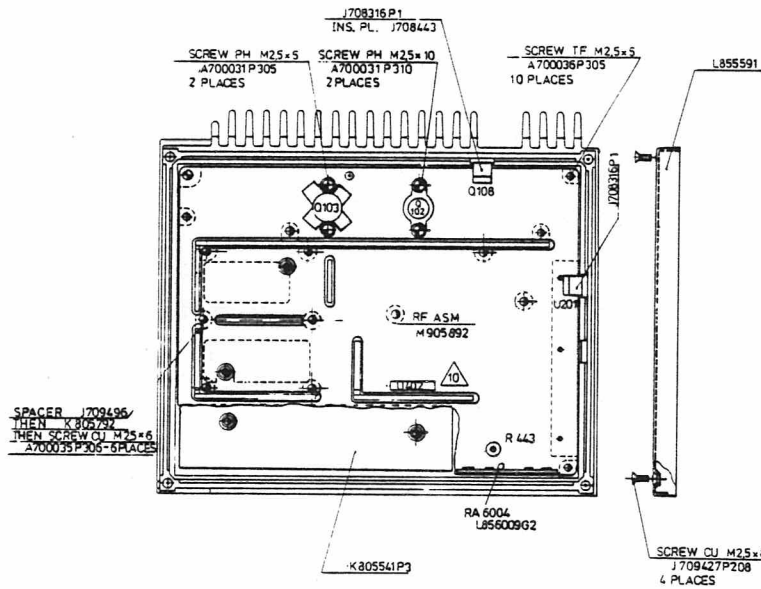 J708316P1
INS. PL. J708443
SCREW PH M2,5×5
A700031P305
2 PLACES
SCREW PH M2,5×10
A700031P310
2 PLACES
SCREW TF M2,5×5
A700036P305
10 PLACES
L855591
J708316P1
Q103
Q
102
Q108
U201
RF ASM
M905892
10
U402
SPACER J709496/
THEN K805792
THEN SCREW CU M2,5×6
A700035P306-6PLACES
R 443
RA 6004
L856009G2
K805541P3
SCREW CU M2,5×
J709427P208
4 PLACES